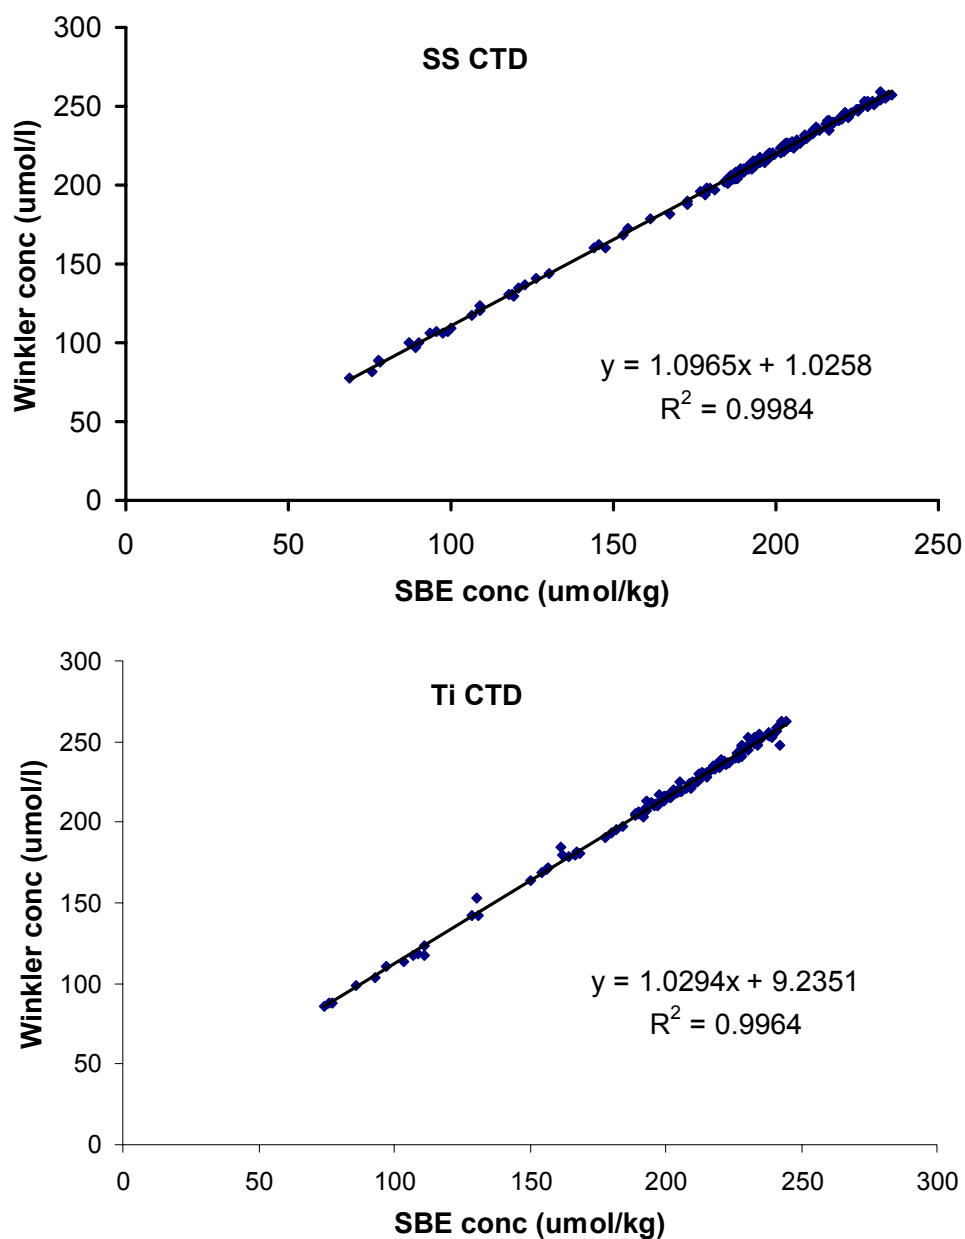 SS CTD
300
250
200
150
100
50
0
Winkler conc (umol/l)
y = 1.0965x + 1.0258
R² = 0.9984
0 50 100 150 200 250
SBE conc (umol/kg)
Ti CTD
300
250
200
150
100
50
0
Winkler conc (umol/l)
y = 1.0294x + 9.2351
R² = 0.9964
0 50 100 150 200 250 300
SBE conc (umol/kg)